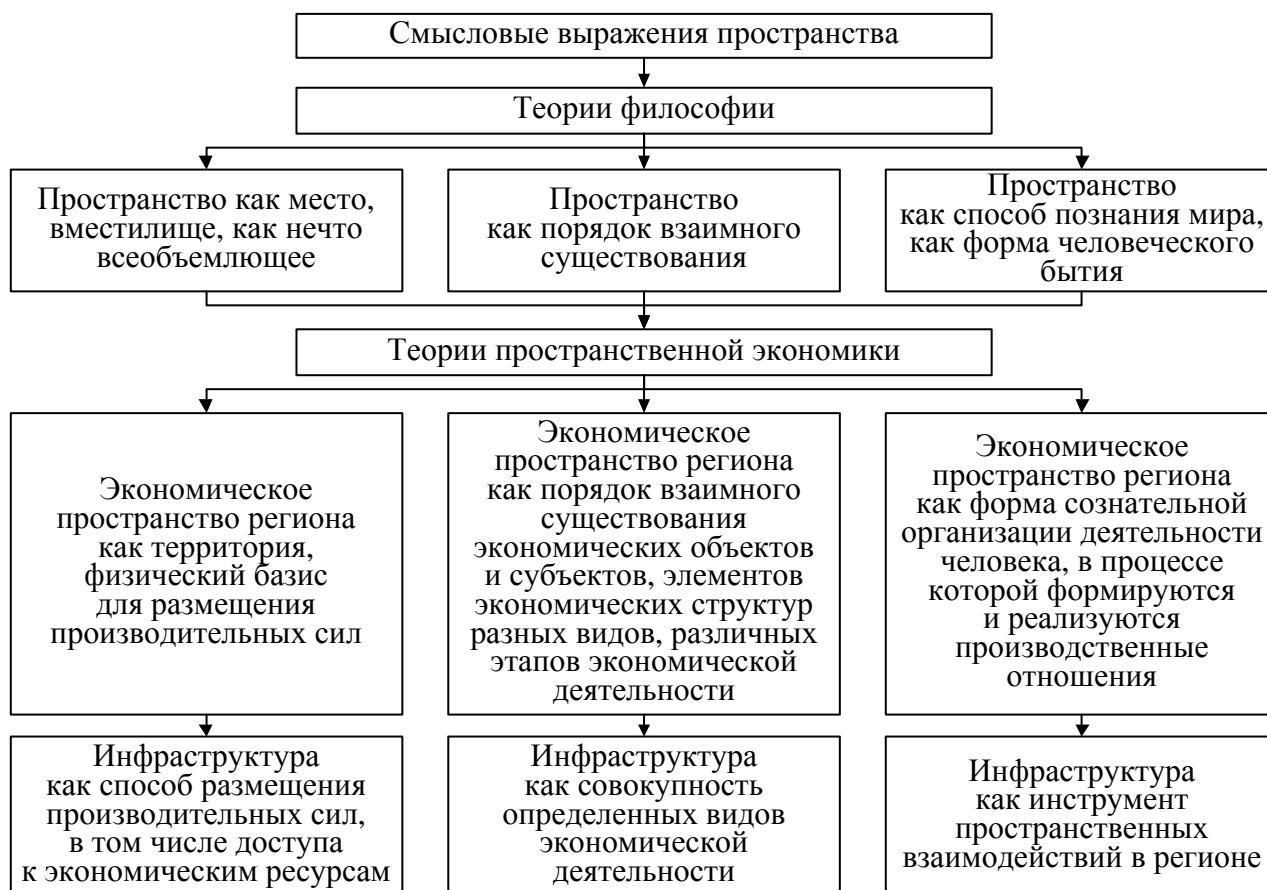 Смысловые выражения пространства
Теории философии
Пространство как место,
вместилище, как нечто
всеобъемлющее
Пространство
как порядок взаимного
существования
Пространство
как способ познания мира,
как форма человеческого
бытия
Теории пространственной экономики
Экономическое
пространство региона
как территория,
физический базис
для размещения
производительных сил
Экономическое
пространство региона
как порядок взаимного
существования
экономических объектов
и субъектов, элементов
экономических структур
разных видов, различных
этапов экономической
деятельности
Экономическое
пространство региона
как форма сознательной
организации деятельности
человека, в процессе
которой формируются
и реализуются
производственные
отношения
Инфраструктура
как способ размещения
производительных сил,
в том числе доступа
к экономическим ресурсам
Инфраструктура
как совокупность
определенных видов
экономической
деятельности
Инфраструктура
как инструмент
пространственных
взаимодействий в регионе